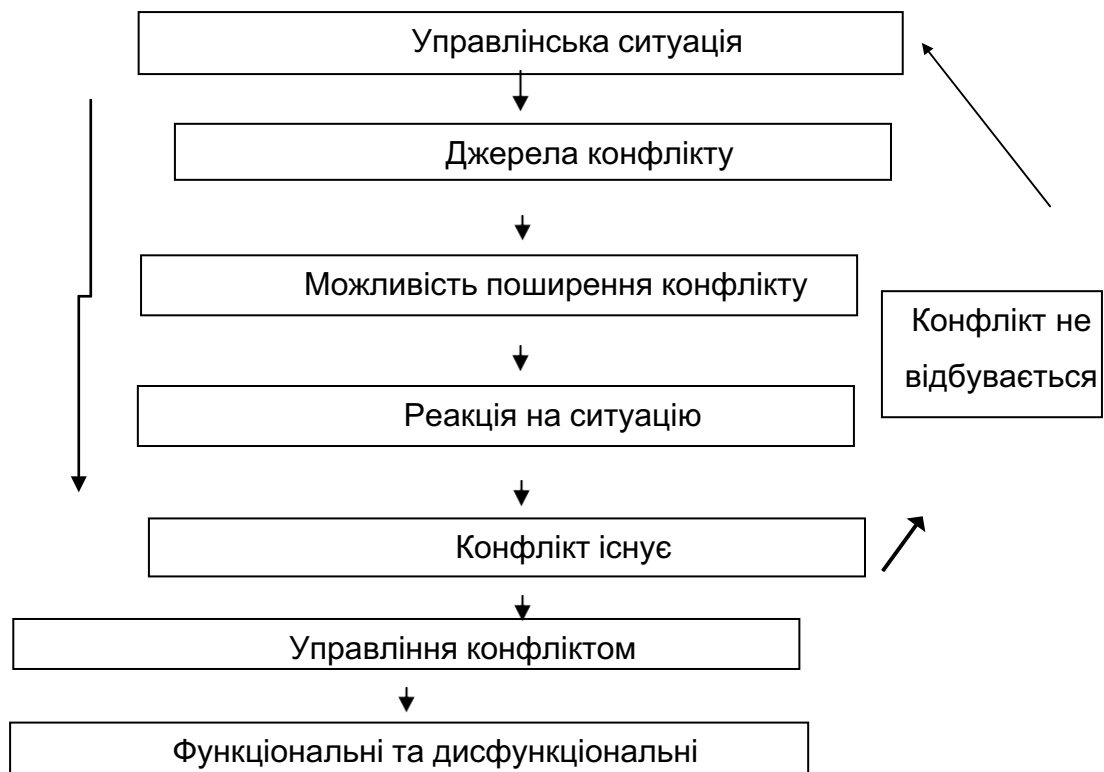 Управлінська ситуація
Джерела конфлікту
Можливість поширення конфлікту
Конфлікт не
відбувається
Реакція на ситуацію
Конфлікт існує
Управління конфліктом
Функціональні та дисфункціональні